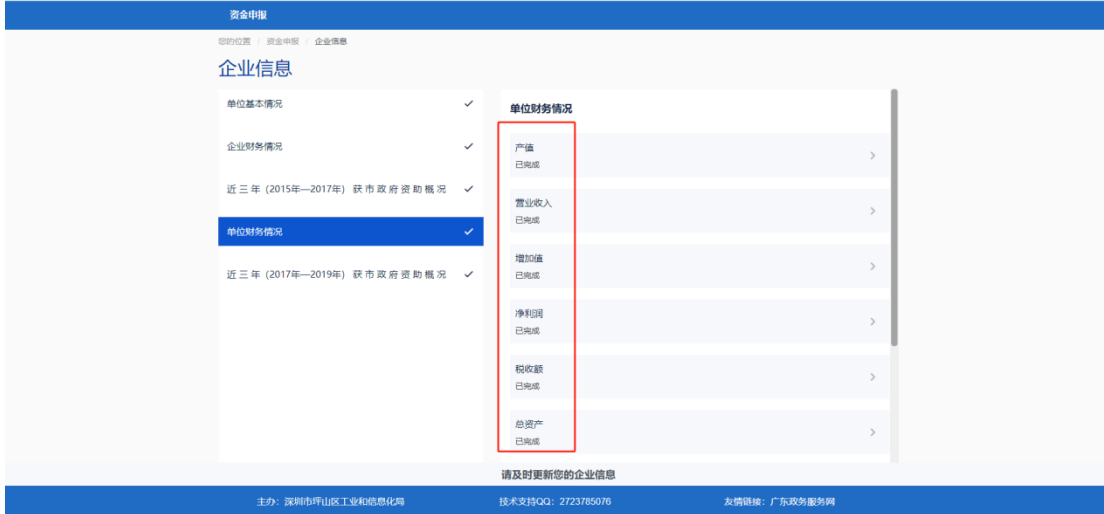 资金申报
您的位置 / 资金申报 / 企业信息
企业信息
单位基本情况
企业财务情况
近三年 (2015年—2017年) 获市政府资助概况
单位财务情况
近三年 (2017年—2019年) 获市政府资助概况
单位财务情况
产值
已完成
营业收入
已完成
增加值
已完成
净利润
已完成
税收额
已完成
总资产
已完成
请及时更新您的企业信息
主办：深圳市坪山区工业和信息化局 技术支持QQ：2723785076 友情链接：广东政务服务网